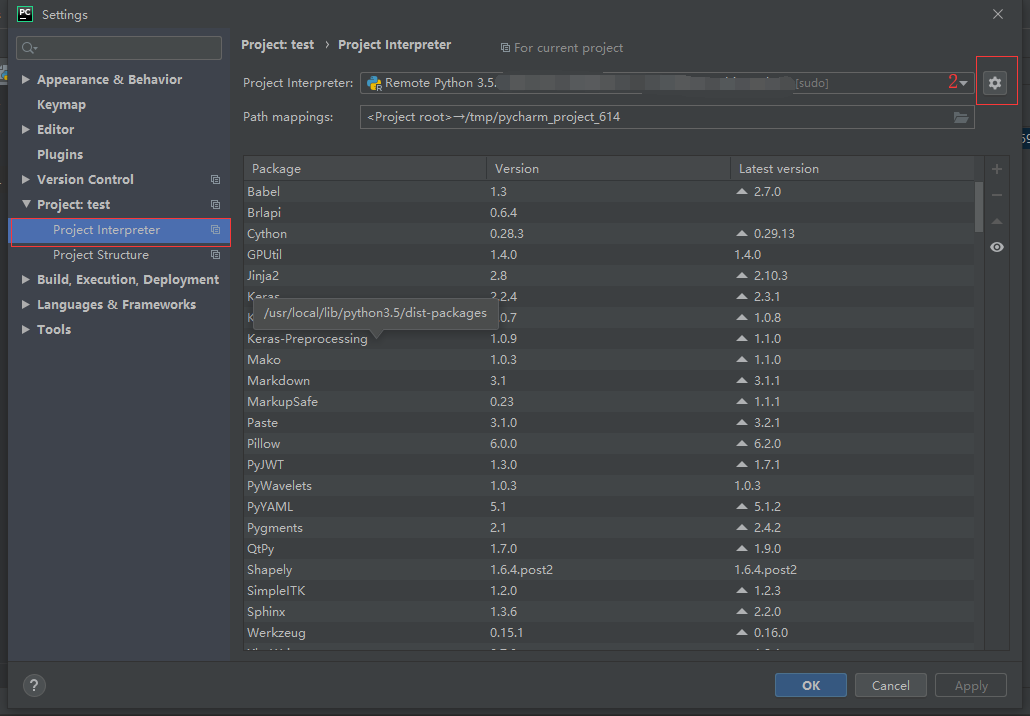 PC Settings
Project: test › Project Interpreter For current project
Appearance & Behavior
Keymap
Editor
Plugins
Version Control
Project: test
Project Interpreter
Project Structure
Build, Execution, Deployment
Languages & Frameworks
Tools
Project Interpreter: Remote Python 3.5. [sudo] 2
Path mappings: <Project root>→/tmp/pycharm_project_614
Package Version Latest version
Babel 1.3 2.7.0
Brlapi 0.6.4
Cython 0.28.3 0.29.13
GPUtil 1.4.0 1.4.0
Jinja2 2.8 2.10.3
Keras 2.2.4 2.3.1
/usr/local/lib/python3.5/dist-packages
K .0.7 1.0.8
Keras-Preprocessing 1.0.9 1.1.0
Mako 1.0.3 1.1.0
Markdown 3.1 3.1.1
MarkupSafe 0.23 1.1.1
Paste 3.1.0 3.2.1
Pillow 6.0.0 6.2.0
PyJWT 1.3.0 1.7.1
PyWavelets 1.0.3 1.0.3
PyYAML 5.1 5.1.2
Pygments 2.1 2.4.2
QtPy 1.7.0 1.9.0
Shapely 1.6.4.post2 1.6.4.post2
SimpleITK 1.2.0 1.2.3
Sphinx 1.3.6 2.2.0
Werkzeug 0.15.1 0.16.0
? OK Cancel Apply